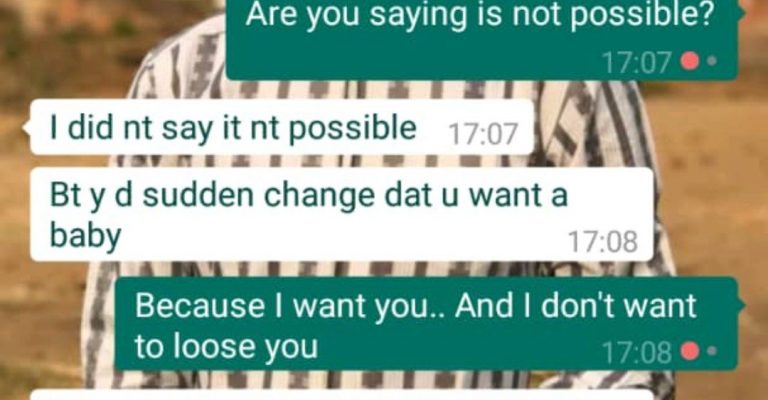 Are you saying is not possible?
17:07
I did nt say it nt possible 17:07
Bt y d sudden change dat u want a
baby 17:08
Because I want you.. And I don't want
to loose you 17:08